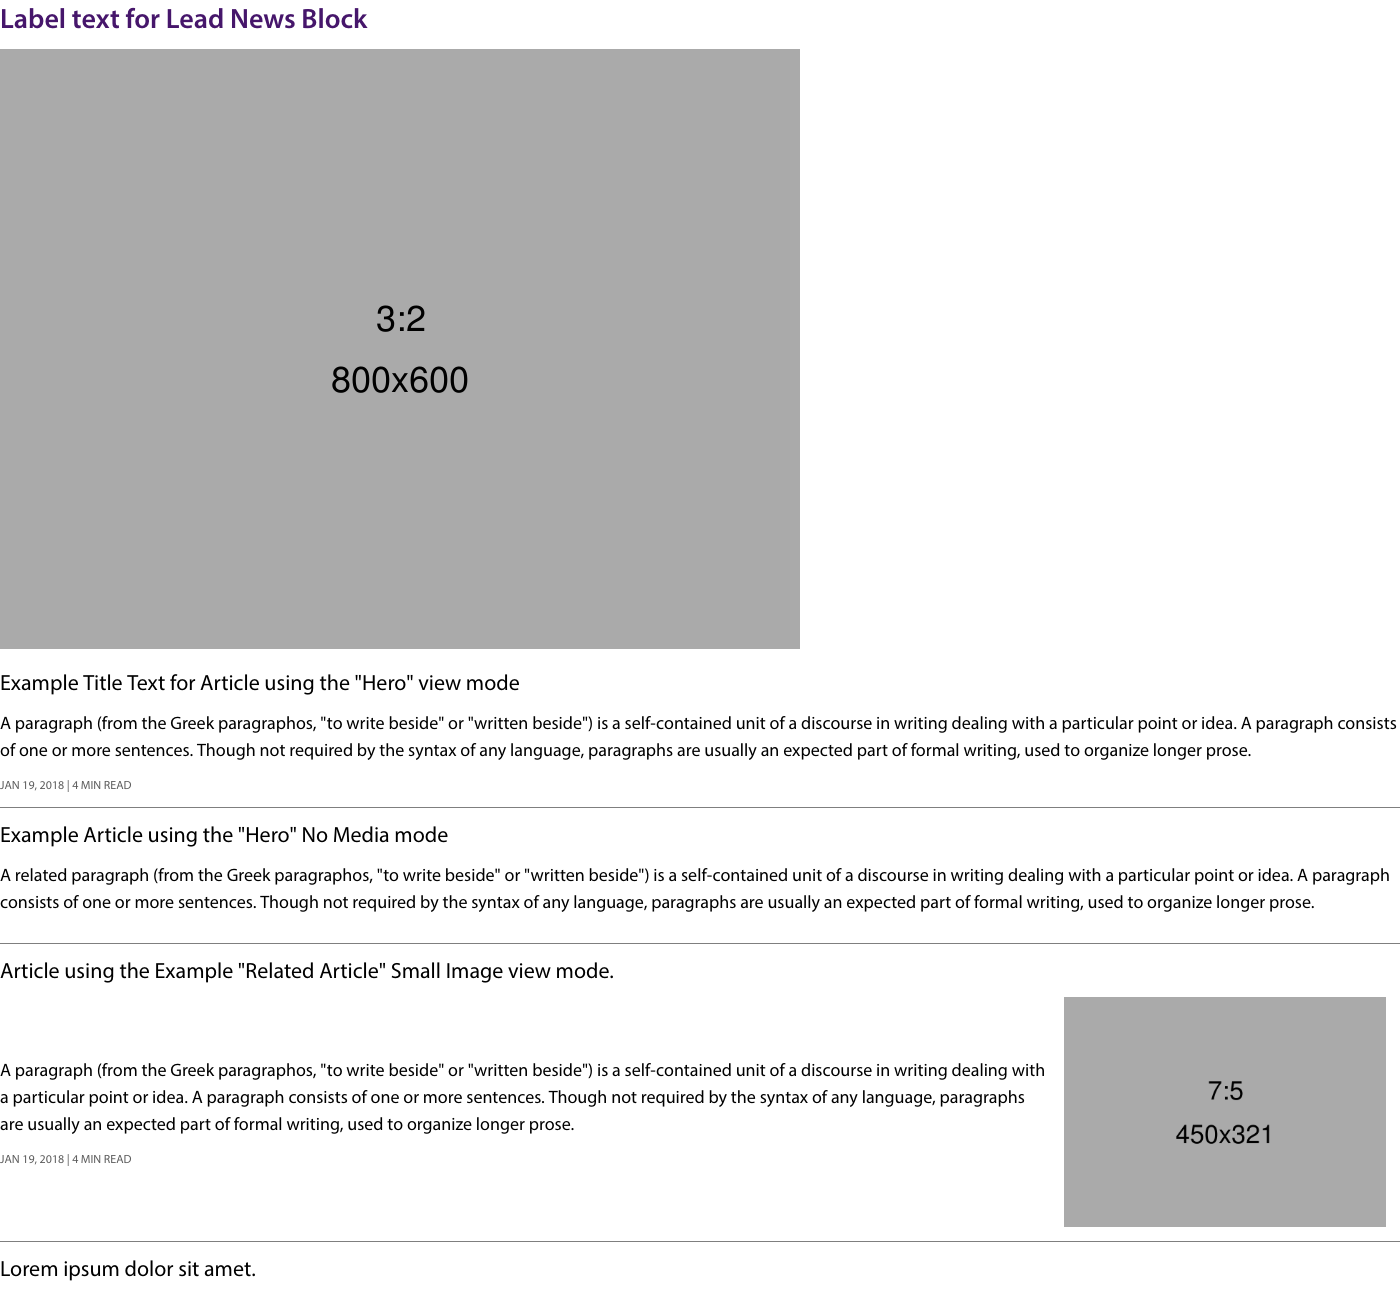 Label text for Lead News Block
3:2
800x600
Example Title Text for Article using the "Hero" view mode
A paragraph (from the Greek paragraphos, "to write beside" or "written beside") is a self-contained unit of a discourse in writing dealing with a particular point or idea. A paragraph consists
of one or more sentences. Though not required by the syntax of any language, paragraphs are usually an expected part of formal writing, used to organize longer prose.
JAN 19, 2018 | 4 MIN READ
Example Article using the "Hero" No Media mode
A related paragraph (from the Greek paragraphos, "to write beside" or "written beside") is a self-contained unit of a discourse in writing dealing with a particular point or idea. A paragraph
consists of one or more sentences. Though not required by the syntax of any language, paragraphs are usually an expected part of formal writing, used to organize longer prose.
Article using the Example "Related Article" Small Image view mode.
A paragraph (from the Greek paragraphos, "to write beside" or "written beside") is a self-contained unit of a discourse in writing dealing with
a particular point or idea. A paragraph consists of one or more sentences. Though not required by the syntax of any language, paragraphs
are usually an expected part of formal writing, used to organize longer prose.
JAN 19, 2018 | 4 MIN READ
7:5
450x321
Lorem ipsum dolor sit amet.